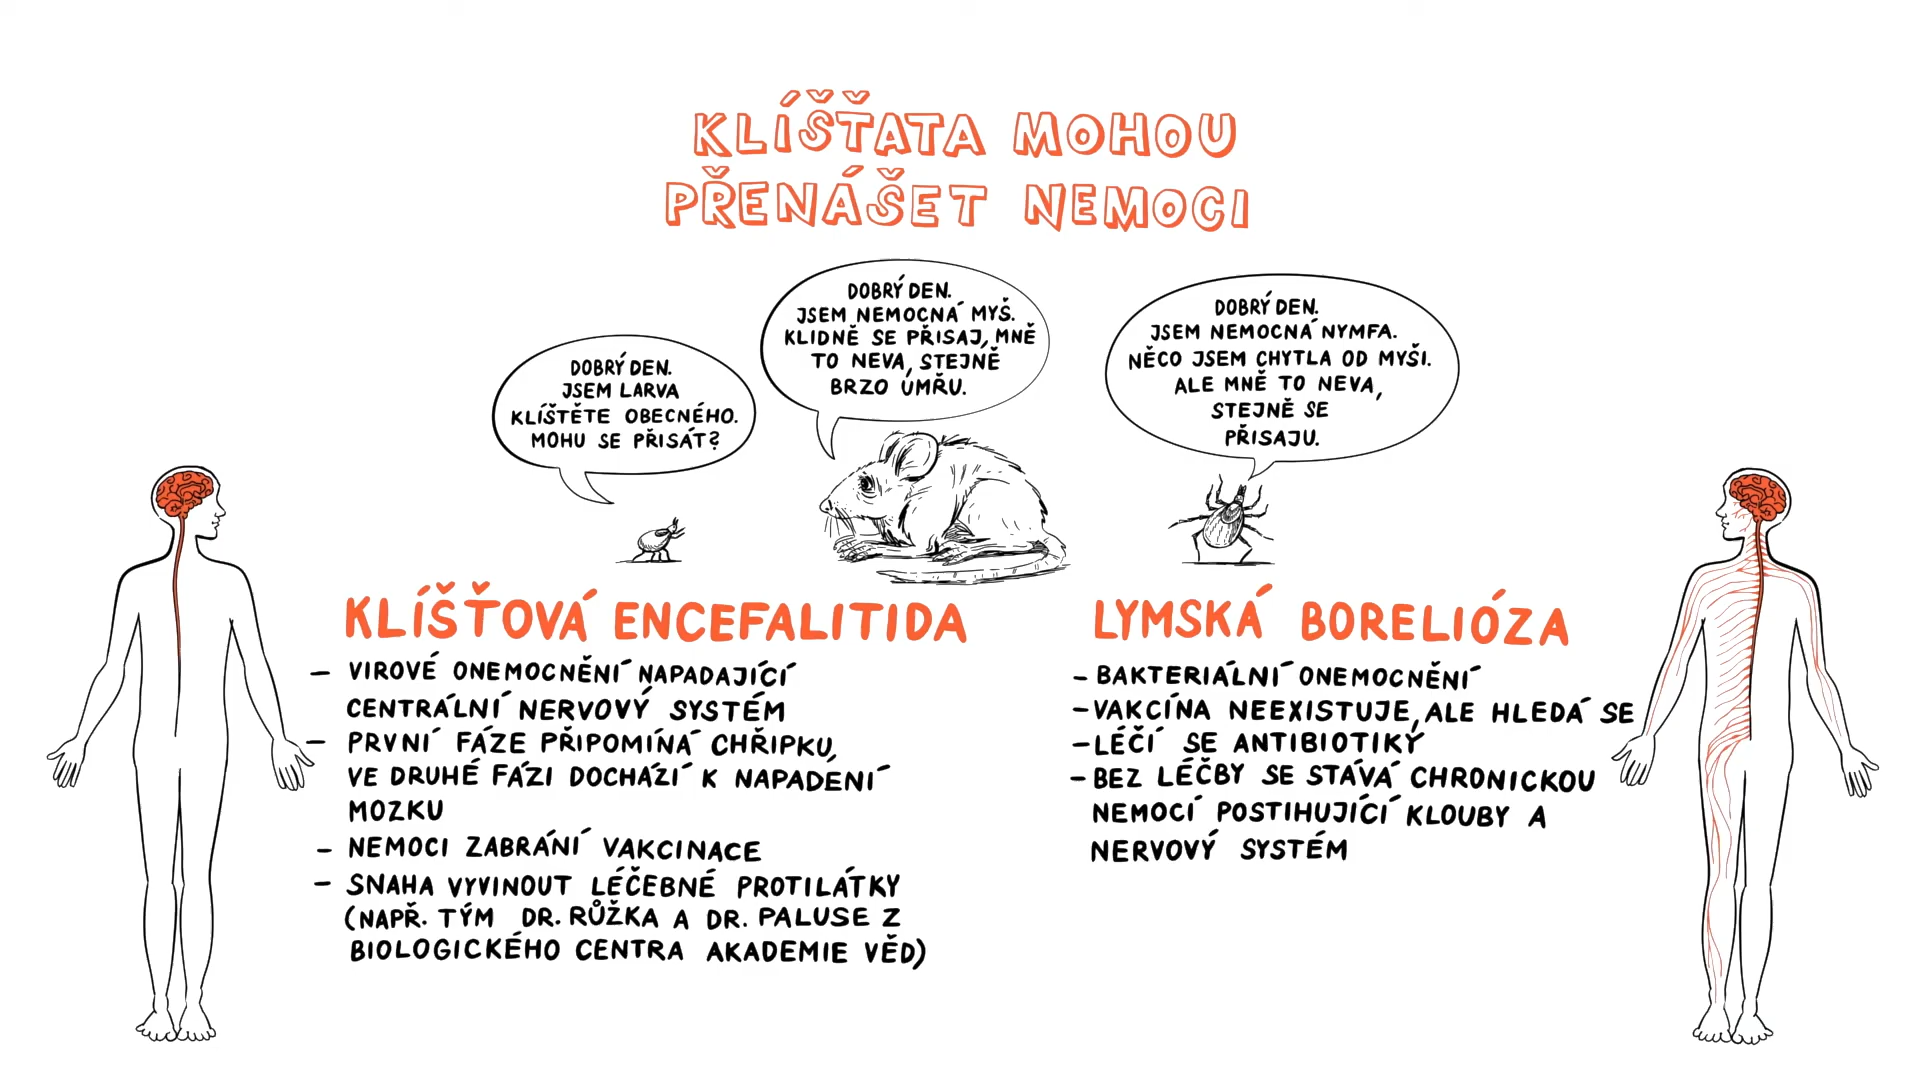 KLÍŠŤATA MOHOU
PŘENÁŠET NEMOCI
DOBRÝ DEN.
JSEM LARVA
KLÍŠTĚTE OBECNÉHO.
MOHU SE PŘISÁT?
DOBRÝ DEN.
JSEM NEMOCNÁ MYŠ.
KLIDNĚ SE PŘISAJ, MNĚ
TO NEVA, STEJNĚ
BRZO ÚMŘU.
DOBRÝ DEN.
JSEM NEMOCNÁ NYMFA.
NĚCO JSEM CHYTLA OD MYŠI.
ALE MNĚ TO NEVA,
STEJNĚ SE
PŘISAJU.
KLÍŠŤOVÁ ENCEFALITIDA
– VIROVÉ ONEMOCNĚNÍ NAPADAJÍCÍ
CENTRÁLNÍ NERVOVÝ SYSTÉM
– PRVNÍ FÁZE PŘIPOMÍNÁ CHŘIPKU,
VE DRUHÉ FÁZI DOCHÁZÍ K NAPADENÍ
MOZKU
– NEMOCI ZABRÁNÍ VAKCINACE
– SNAHA VYVINOUT LÉČEBNÉ PROTILÁTKY
(NAPŘ. TÝM DR. RŮŽKA A DR. PALUSE Z
BIOLOGICKÉHO CENTRA AKADEMIE VĚD)
LYMSKÁ BORELIÓZA
– BAKTERIÁLNÍ ONEMOCNĚNÍ
– VAKCÍNA NEEXISTUJE, ALE HLEDÁ SE
– LÉČÍ SE ANTIBIOTIKY
– BEZ LÉČBY SE STÁVÁ CHRONICKOU
NEMOCÍ POSTIHUJÍCÍ KLOUBY A
NERVOVÝ SYSTÉM